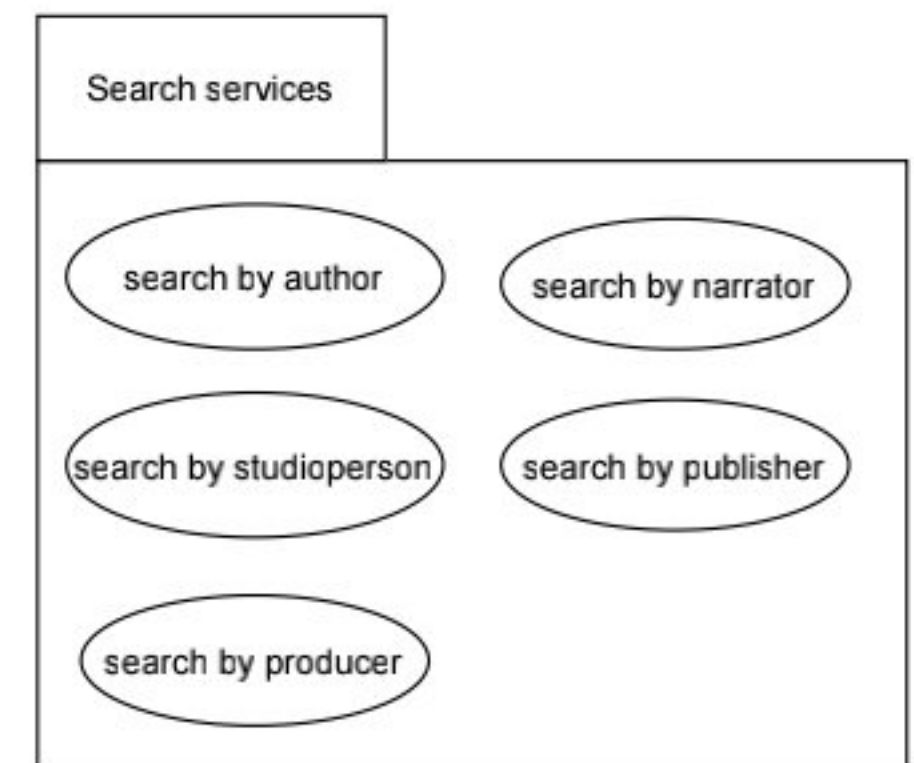 Search services
search by author
search by narrator
search by studioperson
search by publisher
search by producer